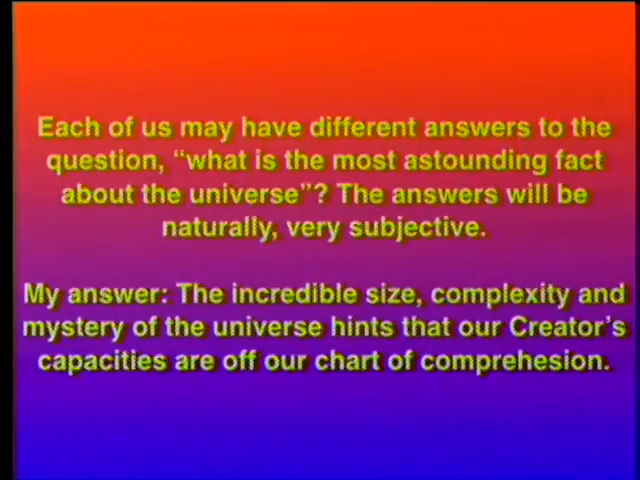 Each of us may have different answers to the
question, “what is the most astounding fact
about the universe”? The answers will be
naturally, very subjective.
My answer: The incredible size, complexity and
mystery of the universe hints that our Creator’s
capacities are off our chart of comprehesion.